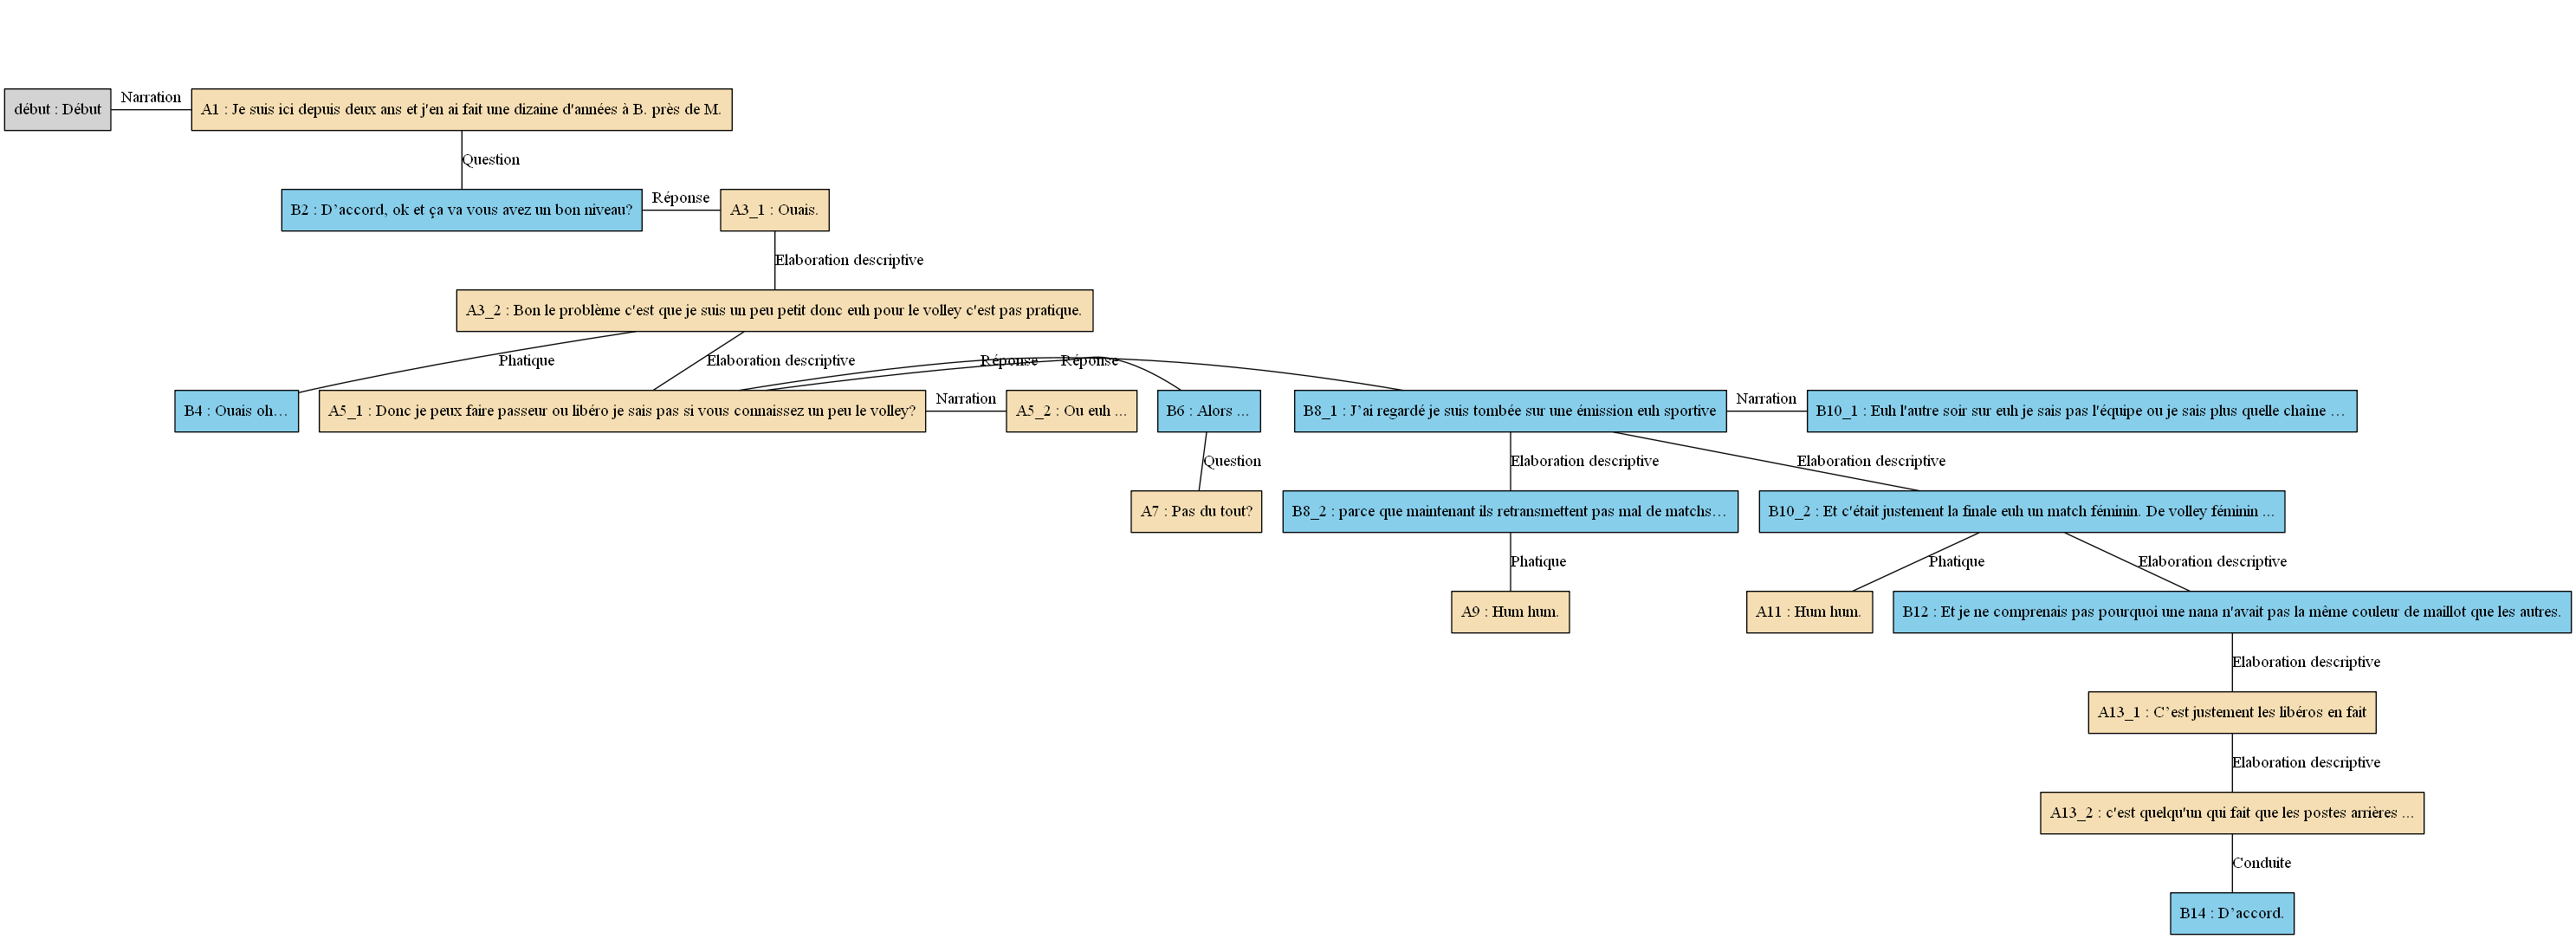 Narration
début : Début
A1 : Je suis ici depuis deux ans et j'en ai fait une dizaine d'années à B. près de M.
Question
Réponse
B2 : D’accord, ok et ça va vous avez un bon niveau?
A3_1 : Ouais.
Elaboration descriptive
A3_2 : Bon le problème c'est que je suis un peu petit donc euh pour le volley c'est pas pratique.
Phatique
Elaboration descriptive
Réponse
Réponse
B4 : Ouais oh…
A5_1 : Donc je peux faire passeur ou libéro je sais pas si vous connaissez un peu le volley?
Narration
A5_2 : Ou euh ...
B6 : Alors ...
B8_1 : J’ai regardé je suis tombée sur une émission euh sportive
Narration
B10_1 : Euh l'autre soir sur euh je sais pas l'équipe ou je sais plus quelle chaîne …
Question
Elaboration descriptive
Elaboration descriptive
A7 : Pas du tout?
B8_2 : parce que maintenant ils retransmettent pas mal de matchs…
B10_2 : Et c'était justement la finale euh un match féminin. De volley féminin ...
Phatique
Phatique
Elaboration descriptive
A9 : Hum hum.
A11 : Hum hum.
B12 : Et je ne comprenais pas pourquoi une nana n'avait pas la même couleur de maillot que les autres.
Elaboration descriptive
A13_1 : C’est justement les libéros en fait
Elaboration descriptive
A13_2 : c'est quelqu'un qui fait que les postes arrières ...
Conduite
B14 : D’accord.